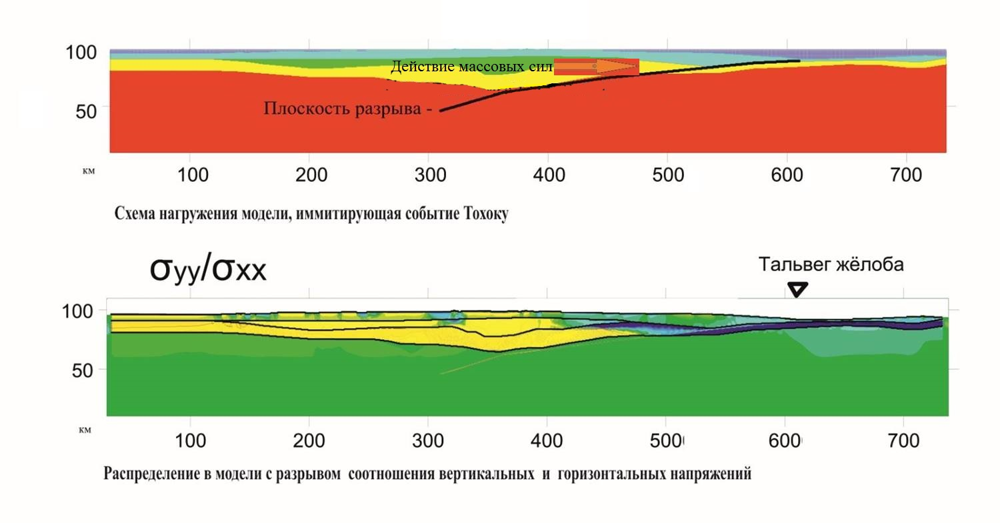 100
Действие массовых сил
Плоскость разрыва -
50
км
100 200 300 400 500 600 700
Схема нагружения модели, иммитирующая событие Тохоку
σyy/σxx
Тальвег жёлоба
100
50
км
100 200 300 400 500 600 700
Распределение в модели с разрывом соотношения вертикальных и горизонтальных напряжений